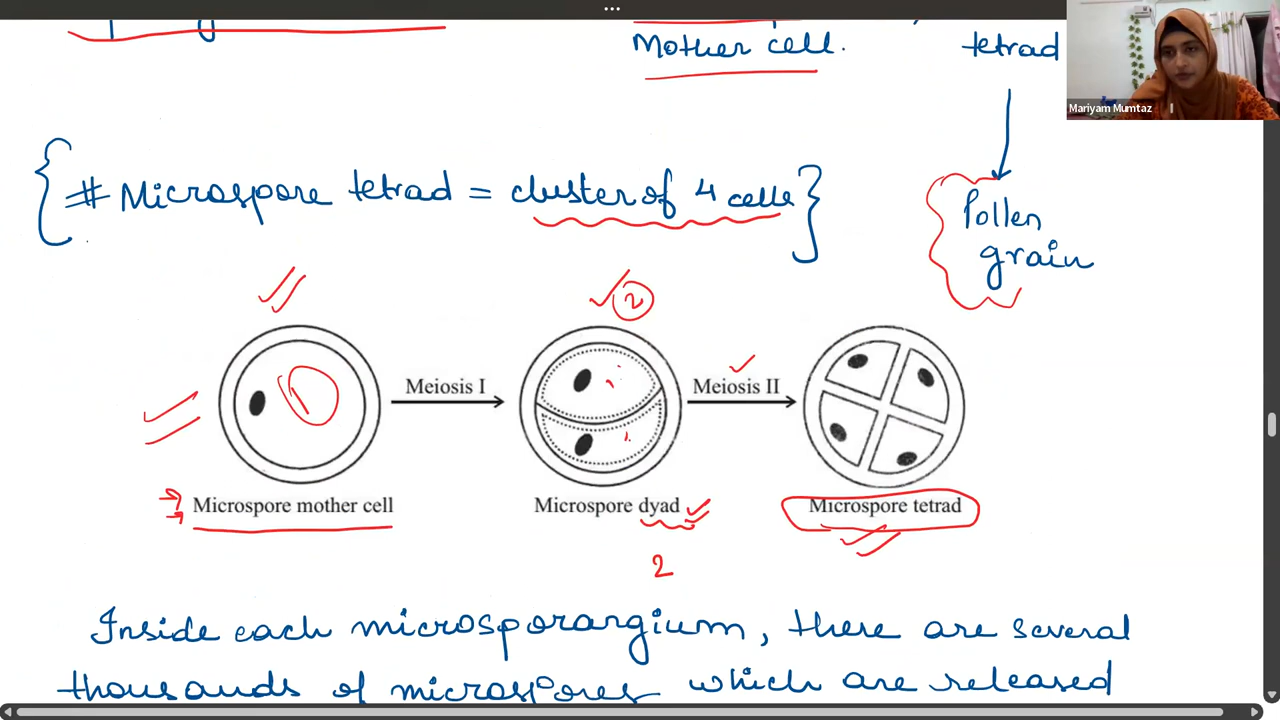 Mother cell.
tetrad
Mariyam Mumtaz
# Microspore tetrad = cluster of 4 cells
Pollen
grain
2
Meiosis I
Meiosis II
Microspore mother cell
Microspore dyad
Microspore tetrad
2
Inside each microsporangium, there are several
thousands of microspores which are released